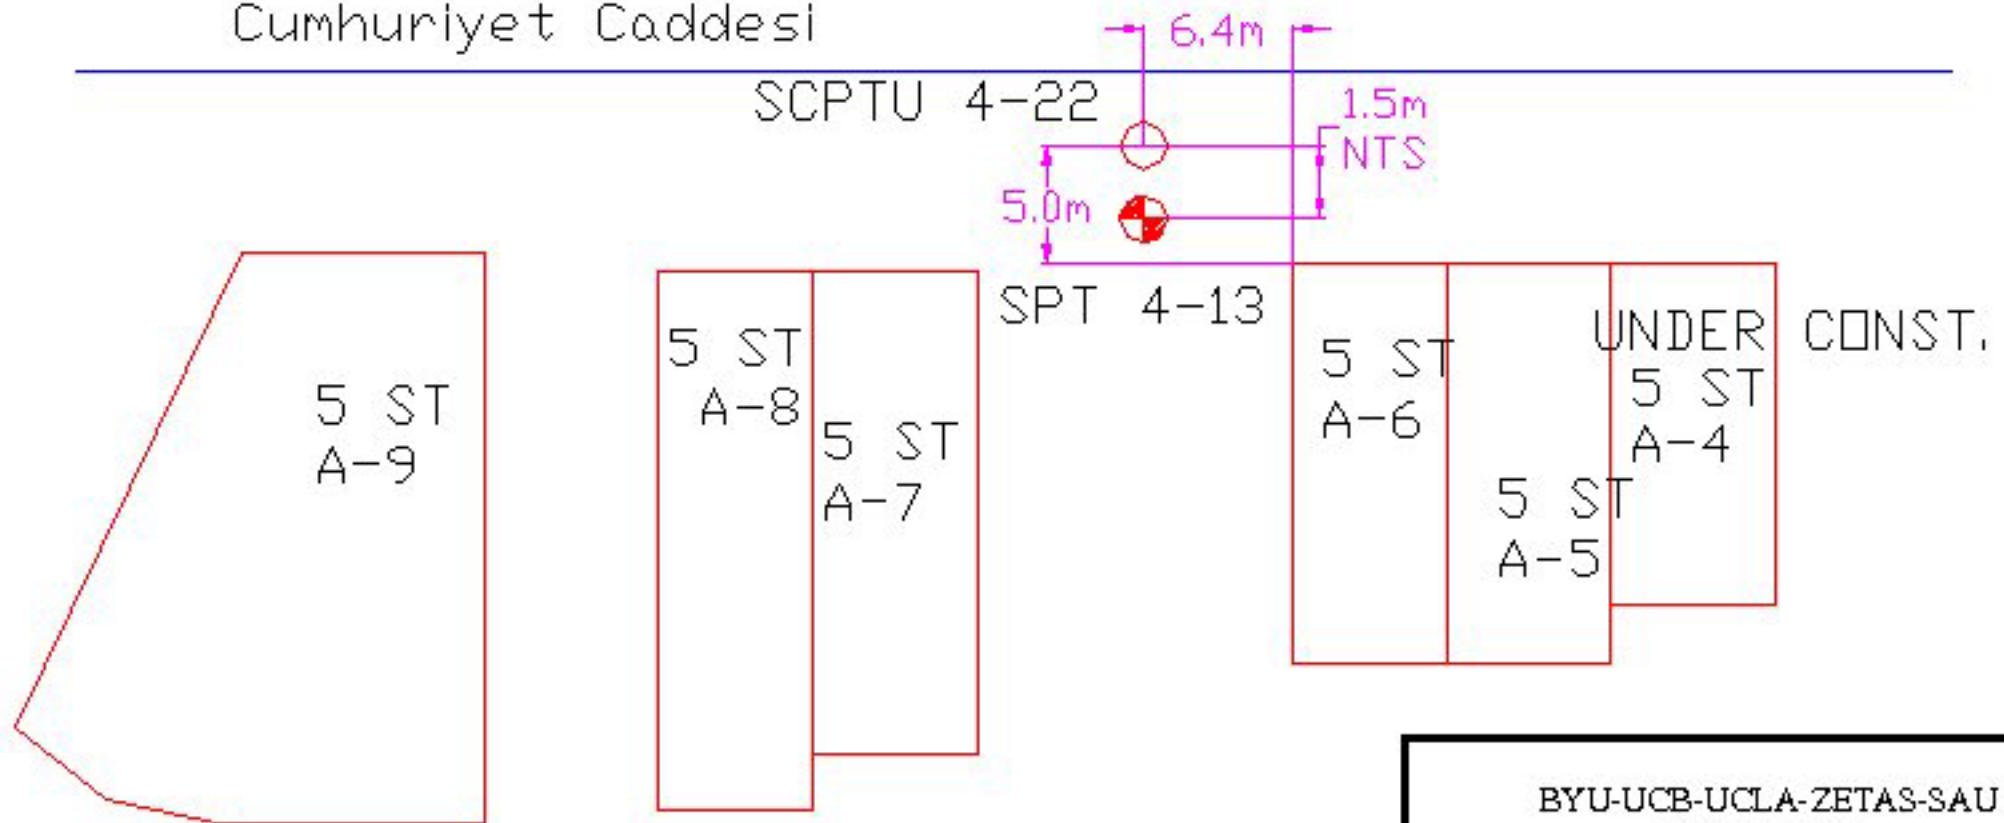 Cumhuriyet Caddesi
6.4m
SCPTU 4-22
1.5m
NTS
5.0m
SPT 4-13
5 ST
A-9
5 ST
A-8
5 ST
A-7
5 ST
A-6
5 ST
A-5
UNDER CONST.
5 ST
A-4
BYU-UCB-UCLA-ZETAS-SAU